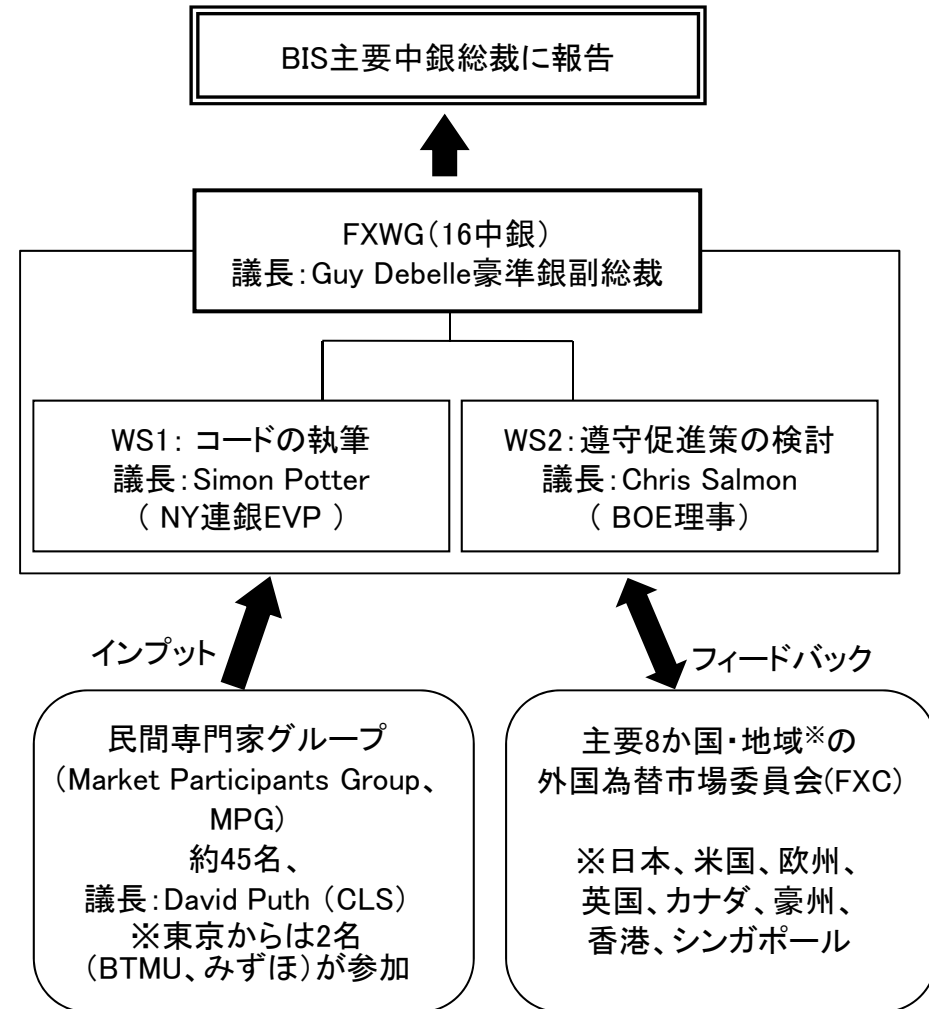 BIS主要中銀総裁に報告
FXWG(16中銀)
議長:Guy Debelle豪準銀副総裁
WS1: コードの執筆
議長:Simon Potter
( NY連銀EVP )
WS2:遵守促進策の検討
議長:Chris Salmon
( BOE理事)
インプット
フィードバック
民間専門家グループ
(Market Participants Group、
MPG)
約45名、
議長:David Puth (CLS)
※東京からは2名
(BTMU、みずほ)が参加
主要8か国・地域※の
外国為替市場委員会(FXC)
※日本、米国、欧州、
英国、カナダ、豪州、
香港、シンガポール